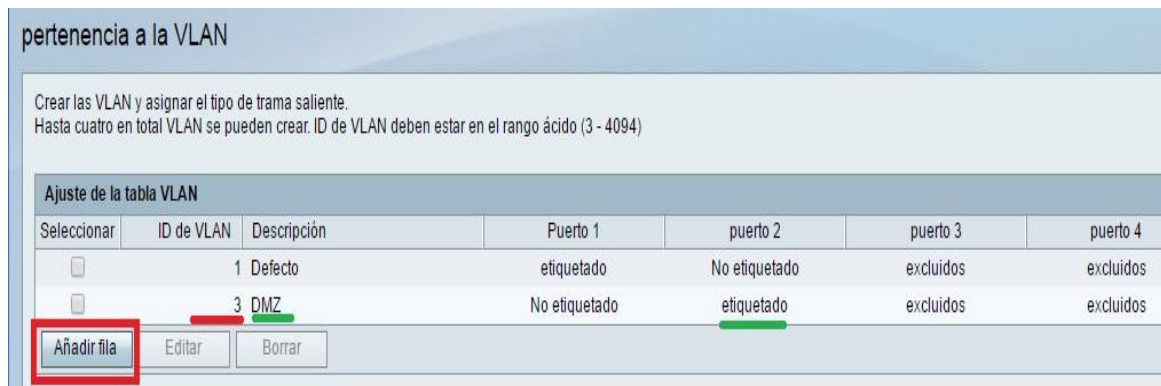 pertenencia a la VLAN
Crear las VLAN y asignar el tipo de trama saliente.
Hasta cuatro en total VLAN se pueden crear. ID de VLAN deben estar en el rango ácido (3 - 4094)
Ajuste de la tabla VLAN
Seleccionar ID de VLAN Descripción Puerto 1 puerto 2 puerto 3 puerto 4
1 Defecto etiquetado No etiquetado excluidos excluidos
3 DMZ No etiquetado etiquetado excluidos excluidos
Añadir fila Editar Borrar